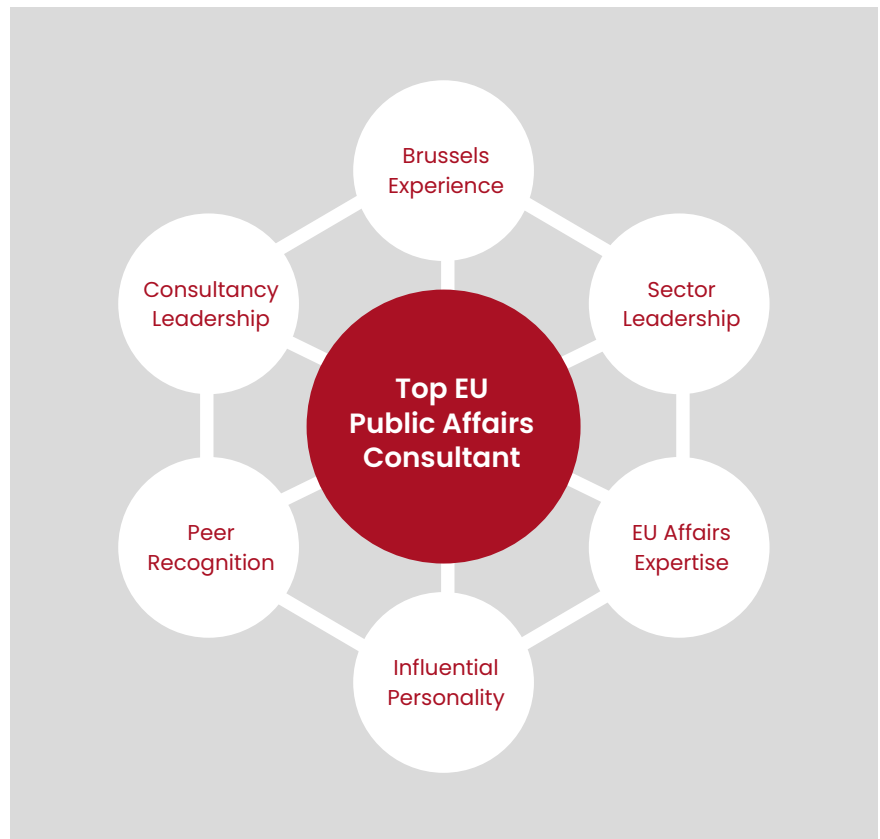 Brussels
Experience
Consultancy
Leadership
Sector
Leadership
Top EU
Public Affairs
Consultant
Peer
Recognition
EU Affairs
Expertise
Influential
Personality